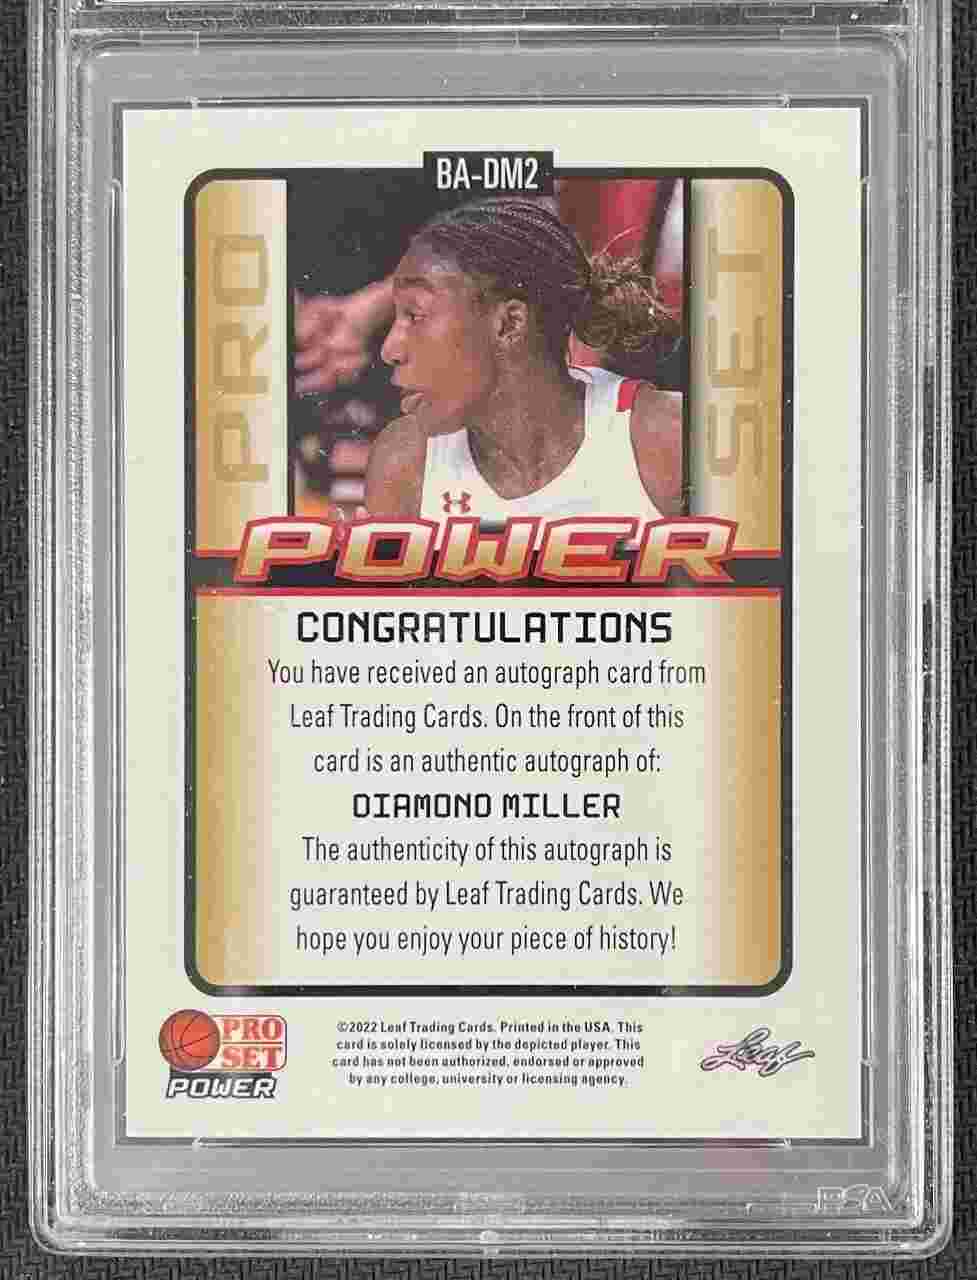 BA-DM2
PRO
SET
POWER
CONGRATULATIONS
You have received an autograph card from
Leaf Trading Cards. On the front of this
card is an authentic autograph of:
DIAMOND MILLER
The authenticity of this autograph is
guaranteed by Leaf Trading Cards. We
hope you enjoy your piece of history!
PRO
SET
POWER
©2022 Leaf Trading Cards. Printed in the USA. This
card is solely licensed by the depicted player. This
card has not been authorized, endorsed or approved
by any college, university or licensing agency.
Leaf
PSA